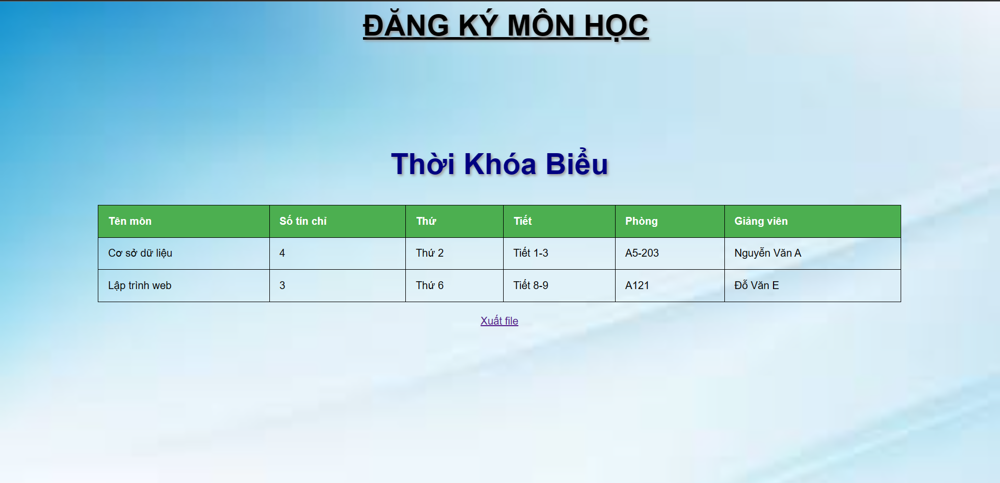 ĐĂNG KÝ MÔN HỌC
Thời Khóa Biểu
Tên môn Số tín chỉ Thứ Tiết Phòng Giảng viên
Cơ sở dữ liệu 4 Thứ 2 Tiết 1-3 A5-203 Nguyễn Văn A
Lập trình web 3 Thứ 6 Tiết 8-9 A121 Đỗ Văn E
Xuất file